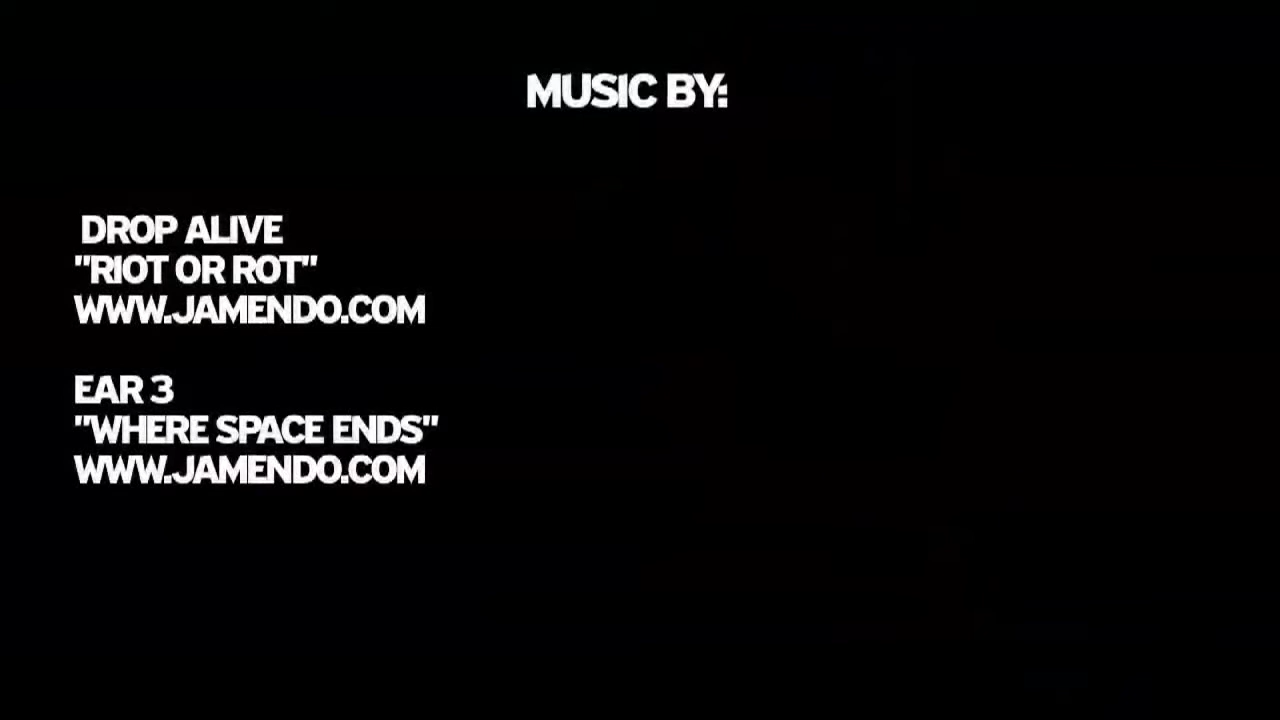 MUSIC BY:
DROP ALIVE
"RIOT OR ROT"
WWW.JAMENDO.COM
EAR 3
"WHERE SPACE ENDS"
WWW.JAMENDO.COM